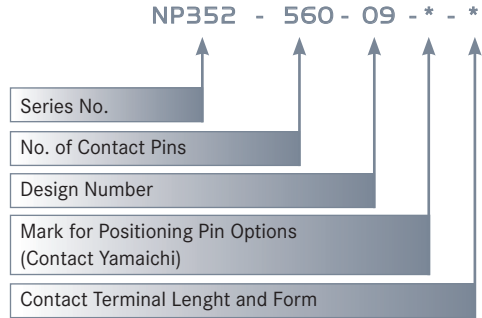 NP352 - 560 - 09 - * - *
Series No.
No. of Contact Pins
Design Number
Mark for Positioning Pin Options
(Contact Yamaichi)
Contact Terminal Lenght and Form